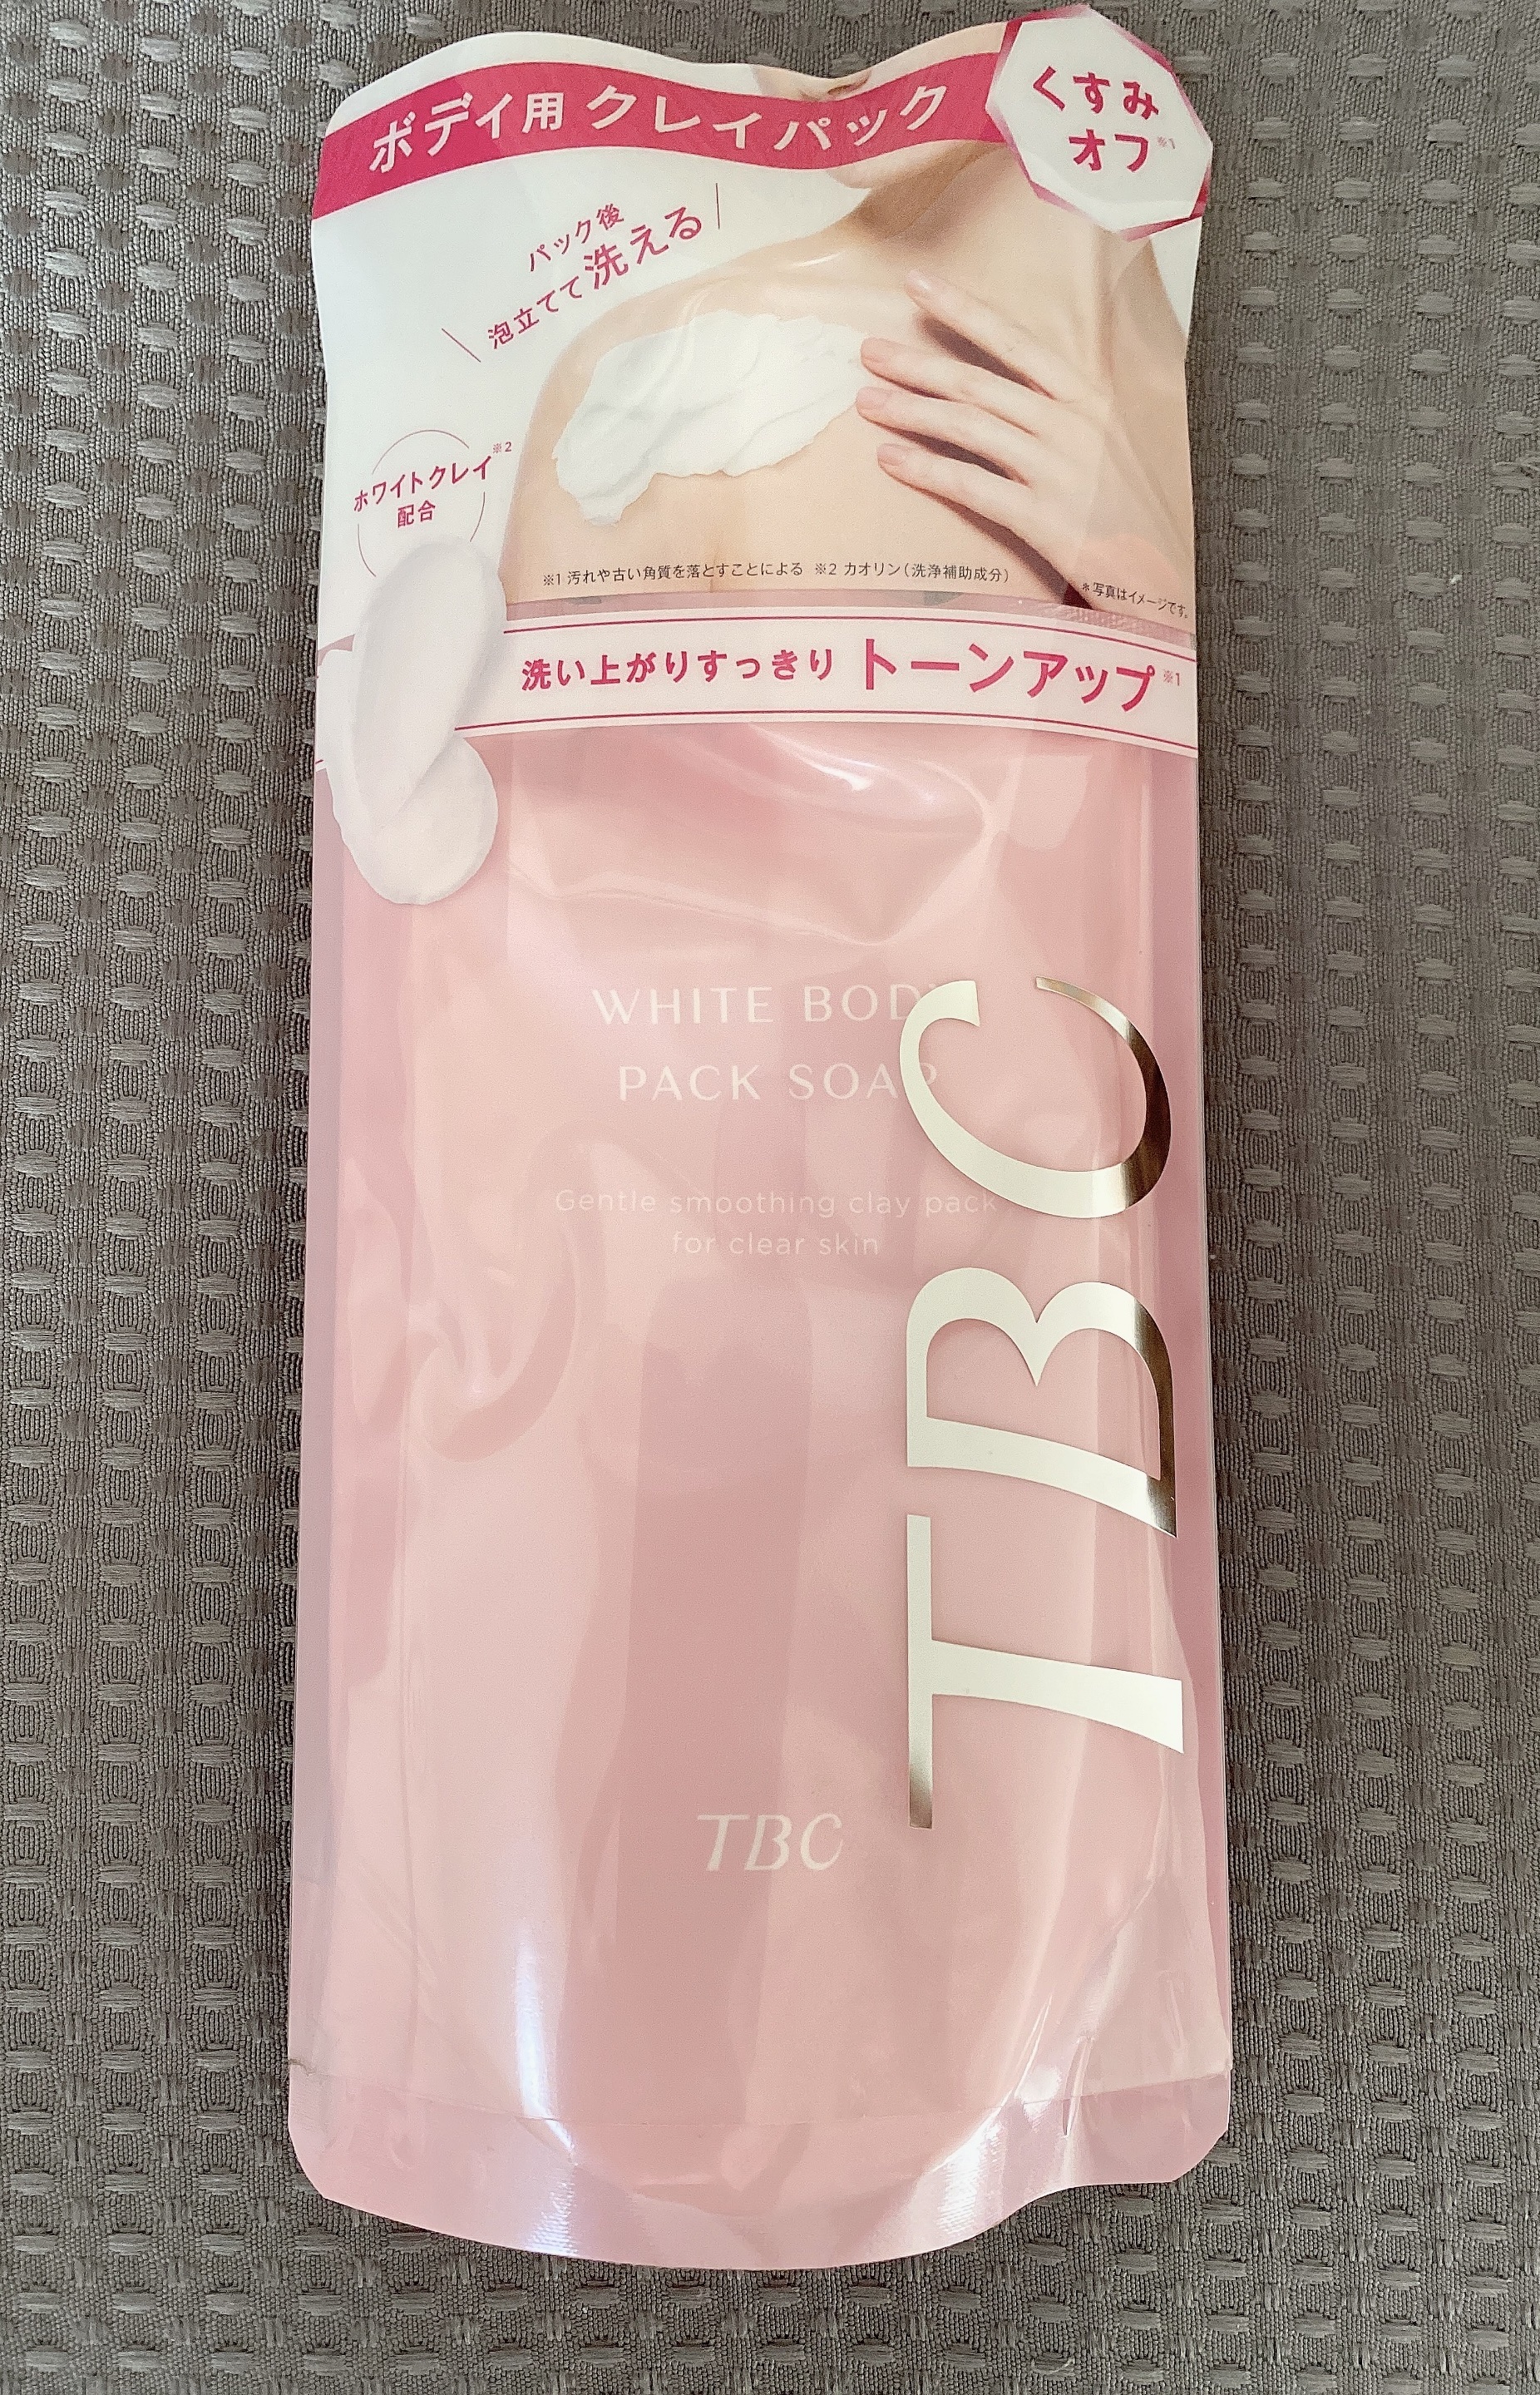 ボディ用クレイパック
くすみ
オフ※1
パック後
泡立てて洗える
ホワイトクレイ※2
配合
※1 汚れや古い角質を落とすことによる ※2 カオリン(洗浄補助成分)
＊写真はイメージです。
洗い上がりすっきり トーンアップ※1
WHITE BODY
PACK SOAP
Gentle smoothing clay pack
for clear skin
TBC
TBC